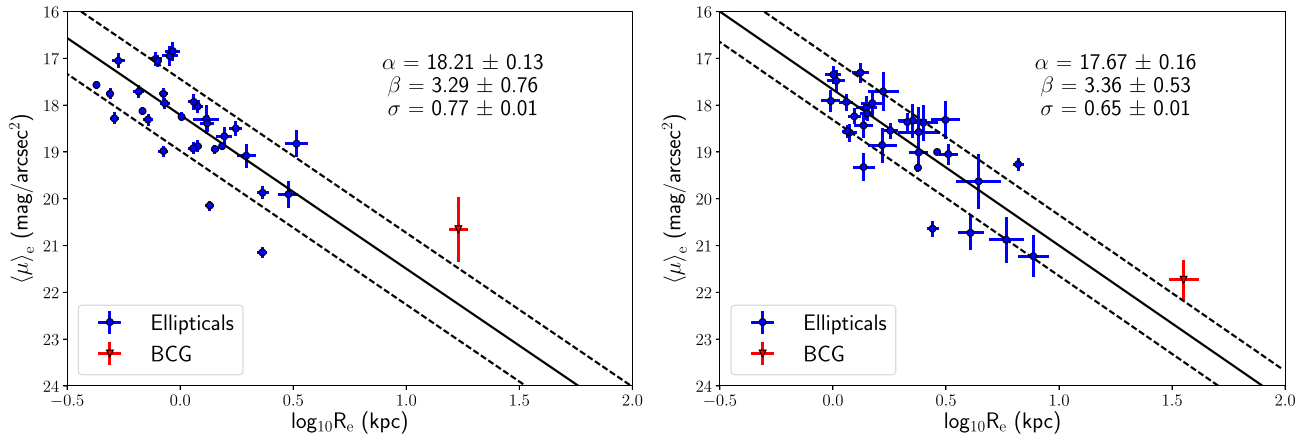 16
17
18
19
20
21
22
23
24
⟨μ⟩e (mag/arcsec²)
α = 18.21 ± 0.13
β = 3.29 ± 0.76
σ = 0.77 ± 0.01
Ellipticals
BCG
−0.5 0.0 0.5 1.0 1.5 2.0
log₁₀Rₑ (kpc)
16
17
18
19
20
21
22
23
24
⟨μ⟩e (mag/arcsec²)
α = 17.67 ± 0.16
β = 3.36 ± 0.53
σ = 0.65 ± 0.01
Ellipticals
BCG
−0.5 0.0 0.5 1.0 1.5 2.0
log₁₀Rₑ (kpc)